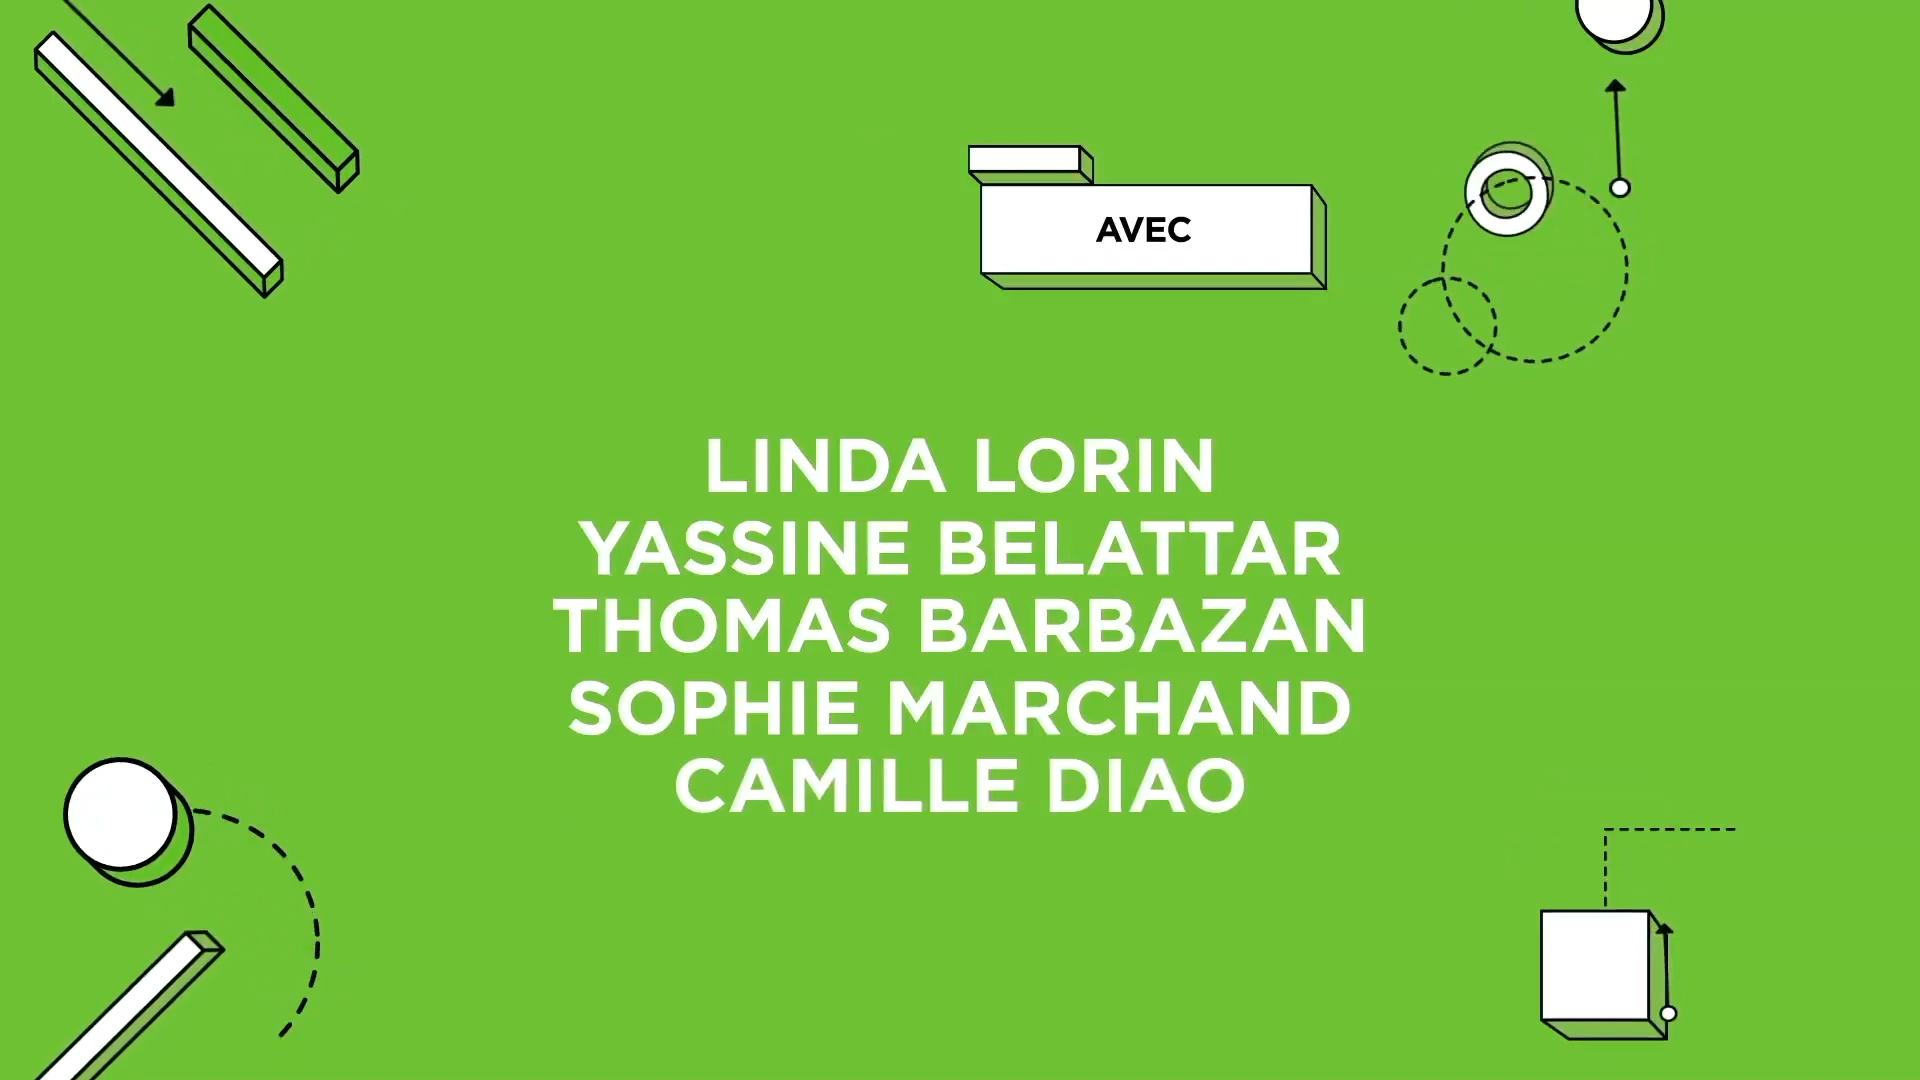 AVEC
LINDA LORIN
YASSINE BELATTAR
THOMAS BARBAZAN
SOPHIE MARCHAND
CAMILLE DIAO